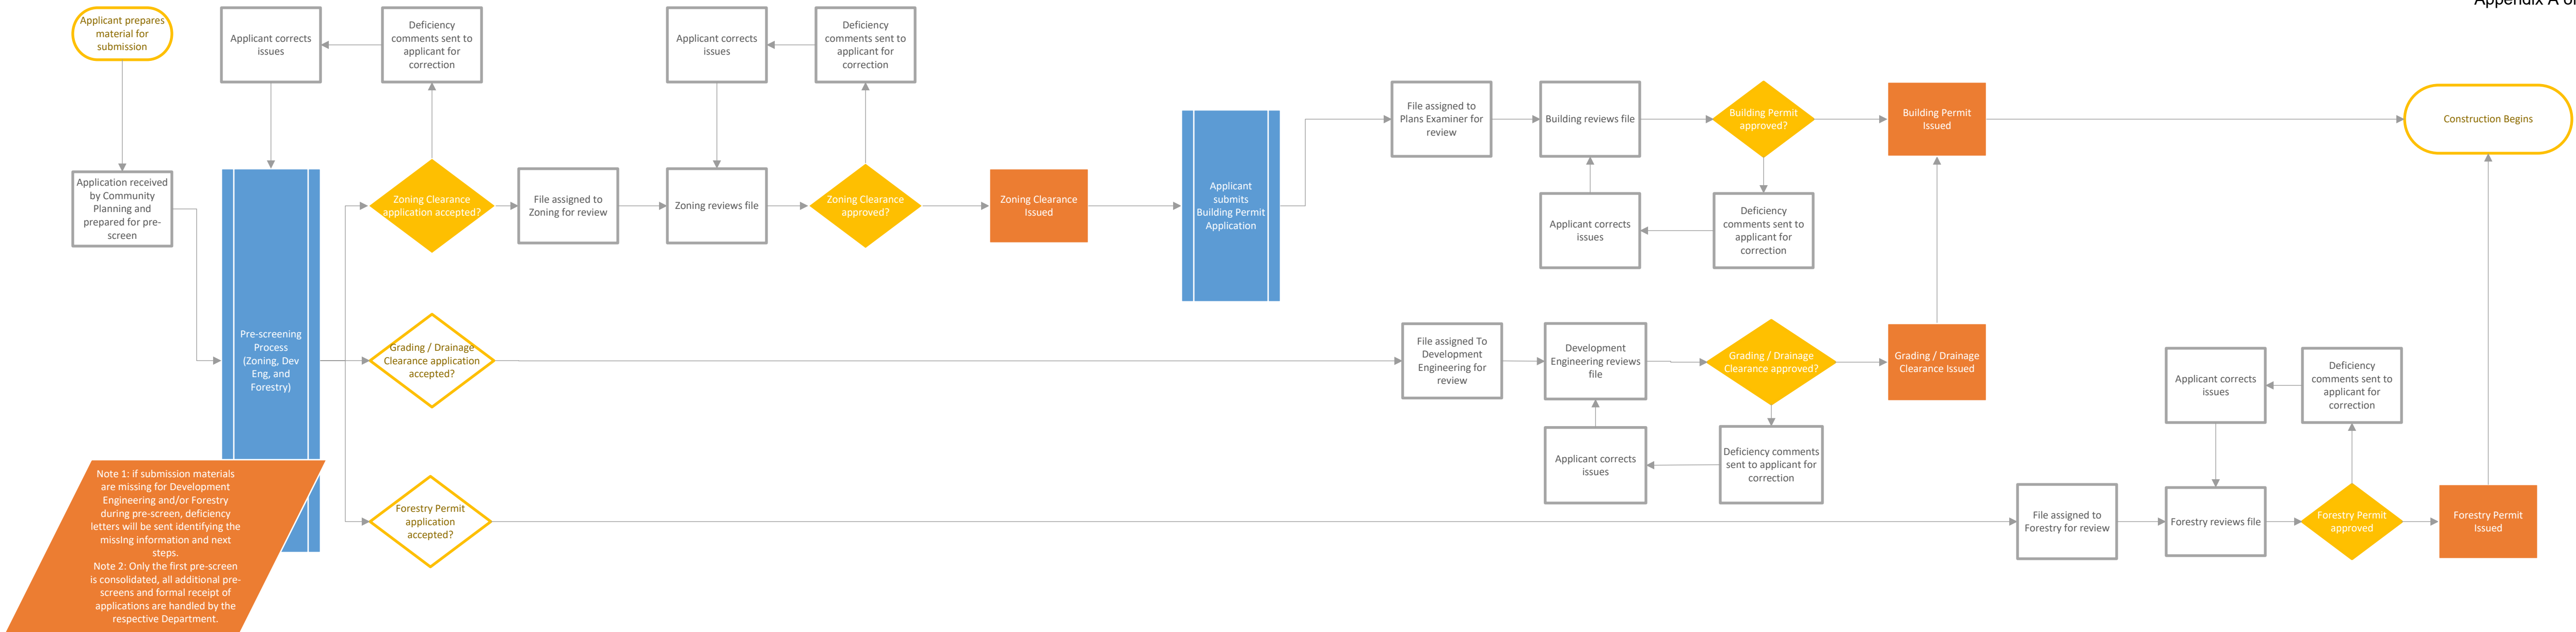 Appendix A of
Applicant prepares
material for
submission
Applicant corrects
issues
Deficiency
comments sent to
applicant for
correction
Applicant corrects
issues
Deficiency
comments sent to
applicant for
correction
Application received
by Community
Planning and
prepared for pre-
screen
Pre-screening
Process
(Zoning, Dev
Eng, and
Forestry)
Zoning Clearance
application accepted?
File assigned to
Zoning for review
Zoning reviews file
Zoning Clearance
approved?
Zoning Clearance
Issued
Applicant
submits
Building Permit
Application
File assigned to
Plans Examiner for
review
Building reviews file
Building Permit
approved?
Building Permit
Issued
Construction Begins
Applicant corrects
issues
Deficiency
comments sent to
applicant for
correction
Grading / Drainage
Clearance application
accepted?
File assigned To
Development
Engineering for
review
Development
Engineering reviews
file
Grading / Drainage
Clearance approved?
Grading / Drainage
Clearance Issued
Applicant corrects
issues
Deficiency comments
sent to applicant for
correction
Applicant corrects
issues
Deficiency
comments sent to
applicant for
correction
Forestry Permit
application
accepted?
File assigned to
Forestry for review
Forestry reviews file
Forestry Permit
approved
Forestry Permit
Issued
Note 1: if submission materials
are missing for Development
Engineering and/or Forestry
during pre-screen, deficiency
letters will be sent identifying the
missing information and next
steps.
Note 2: Only the first pre-screen
is consolidated, all additional pre-
screens and formal receipt of
applications are handled by the
respective Department.